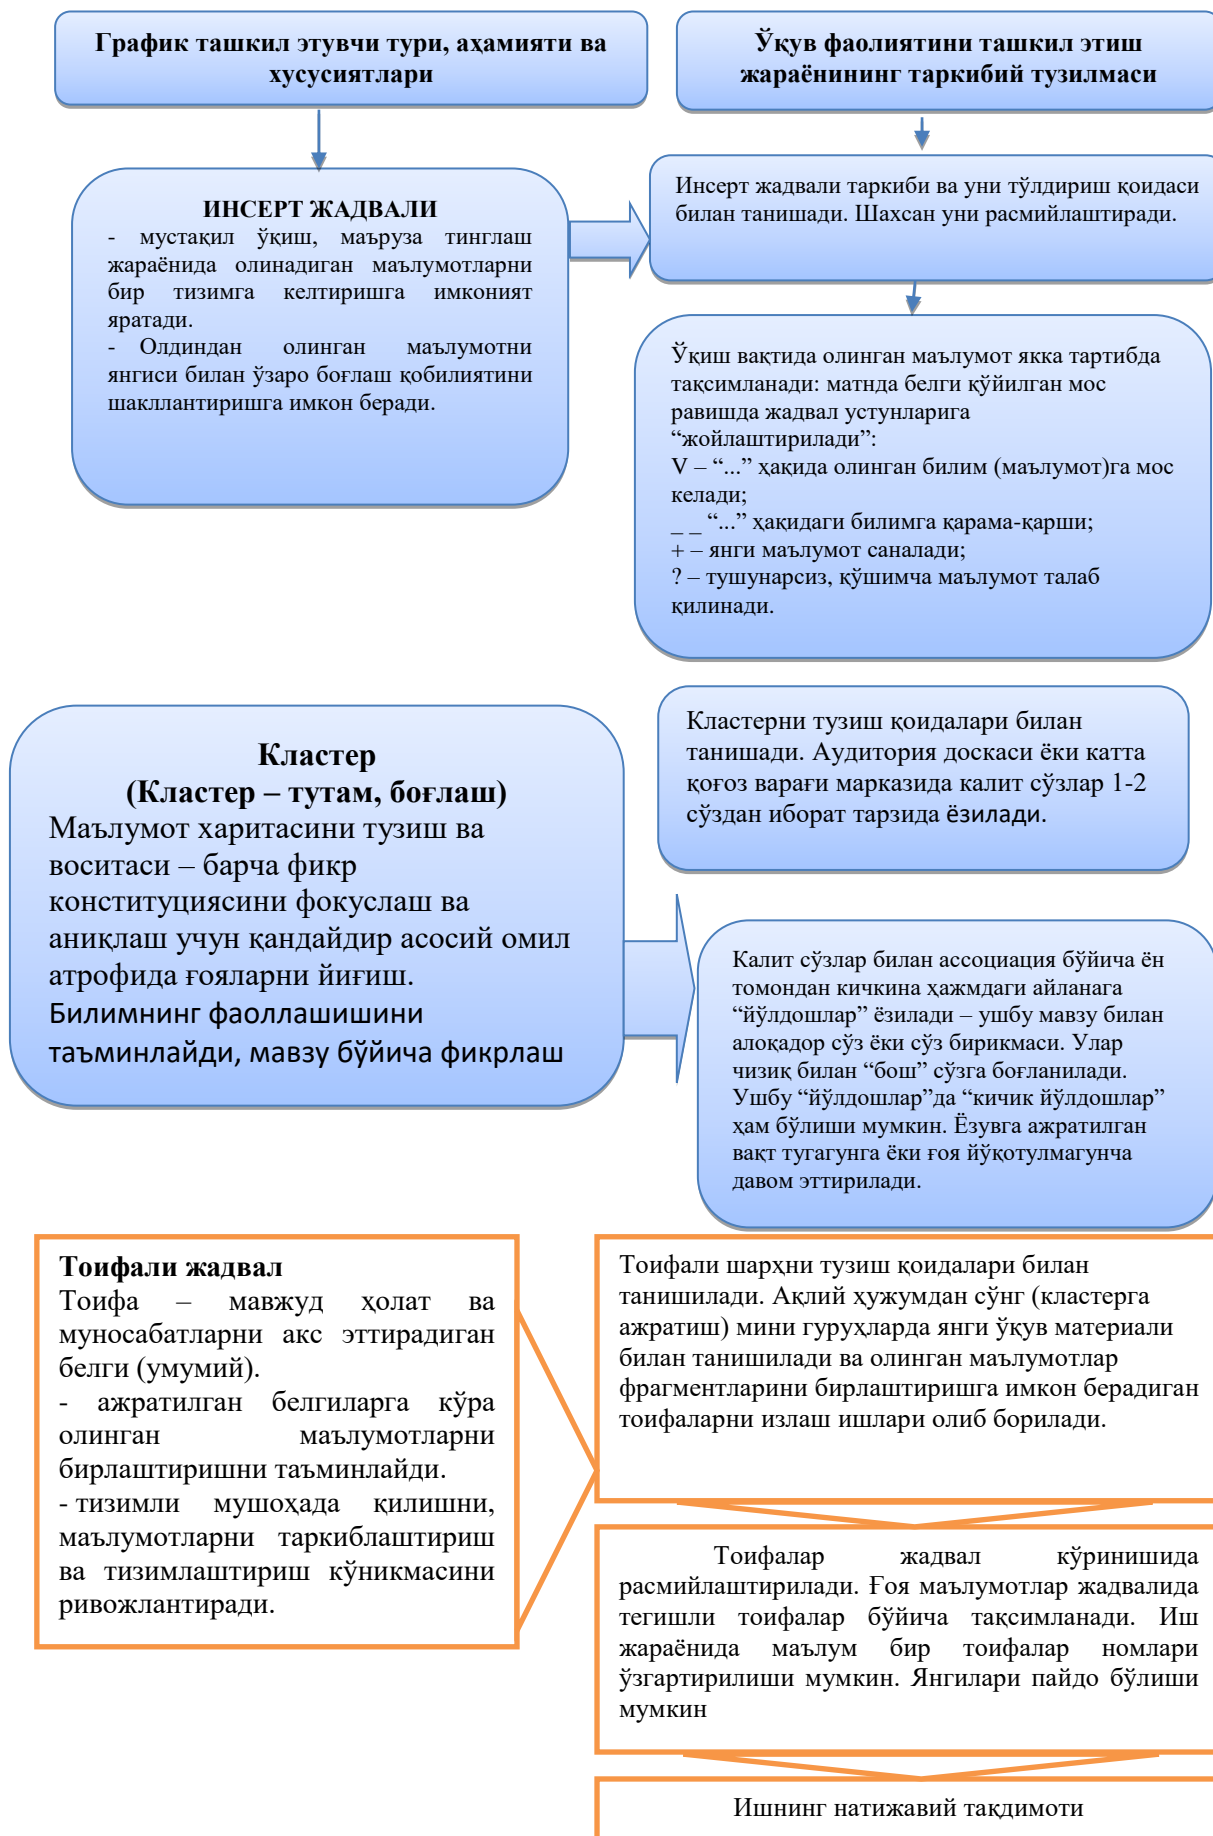 График ташкил этувчи тури, аҳамияти ва
хусусиятлари
Ўқув фаолиятини ташкил этиш
жараёнининг таркибий тузилмаси
ИНСЕРТ ЖАДВАЛИ
- мустақил ўқиш, маъруза тинглаш
жараёнида олинадиган маълумотларни
бир тизимга келтиришга имконият
яратади.
- Олдиндан олинган маълумотни
янгиси билан ўзаро боғлаш қобилиятини
шакллантиришга имкон беради.
Инсерт жадвали таркиби ва уни тўлдириш қоидаси
билан танишади. Шахсан уни расмийлаштиради.
Ўқиш вақтида олинган маълумот якка тартибда
тақсимланади: матнда белги қўйилган мос
равишда жадвал устунларига
“жойлаштирилади”:
V – “...” ҳақида олинган билим (маълумот)га мос
келади;
_ _ “...” ҳақидаги билимга қарама-қарши;
+ – янги маълумот саналади;
? – тушунарсиз, қўшимча маълумот талаб
қилинади.
Кластер
(Кластер – тутам, боғлаш)
Маълумот харитасини тузиш ва
воситаси – барча фикр
конституциясини фокуслаш ва
аниқлаш учун қандайдир асосий омил
атрофида ғояларни йиғиш.
Билимнинг фаоллашишини
таъминлайди, мавзу бўйича фикрлаш
Кластерни тузиш қоидалари билан
танишади. Аудитория доскаси ёки катта
қоғоз варағи марказида калит сўзлар 1-2
сўздан иборат тарзида ёзилади.
Калит сўзлар билан ассоциация бўйича ён
томондан кичкина ҳажмдаги айланага
“йўлдошлар” ёзилади – ушбу мавзу билан
алоқадор сўз ёки сўз бирикмаси. Улар
чизиқ билан “бош” сўзга боғланилади.
Ушбу “йўлдошлар”да “кичик йўлдошлар”
ҳам бўлиши мумкин. Ёзувга ажратилган
вақт тугагунга ёки ғоя йўқотулмагунча
давом эттирилади.
Тоифали жадвал
Тоифа – мавжуд ҳолат ва
муносабатларни акс эттирадиган
белги (умумий).
- ажратилган белгиларга кўра
олинган маълумотларни
бирлаштиришни таъминлайди.
- тизимли мушоҳада қилишни,
маълумотларни таркиблаштириш
ва тизимлаштириш кўникмасини
ривожлантиради.
Тоифали шарҳни тузиш қоидалари билан
танишилади. Ақлий ҳужумдан сўнг (кластерга
ажратиш) мини гуруҳларда янги ўқув материали
билан танишилади ва олинган маълумотлар
фрагментларини бирлаштиришга имкон берадиган
тоифаларни излаш ишлари олиб борилади.
Тоифалар жадвал кўринишида
расмийлаштирилади. Ғоя маълумотлар жадвалида
тегишли тоифалар бўйича тақсимланади. Иш
жараёнида маълум бир тоифалар номлари
ўзгартирилиши мумкин. Янгилари пайдо бўлиши
мумкин
Ишнинг натижавий тақдимоти